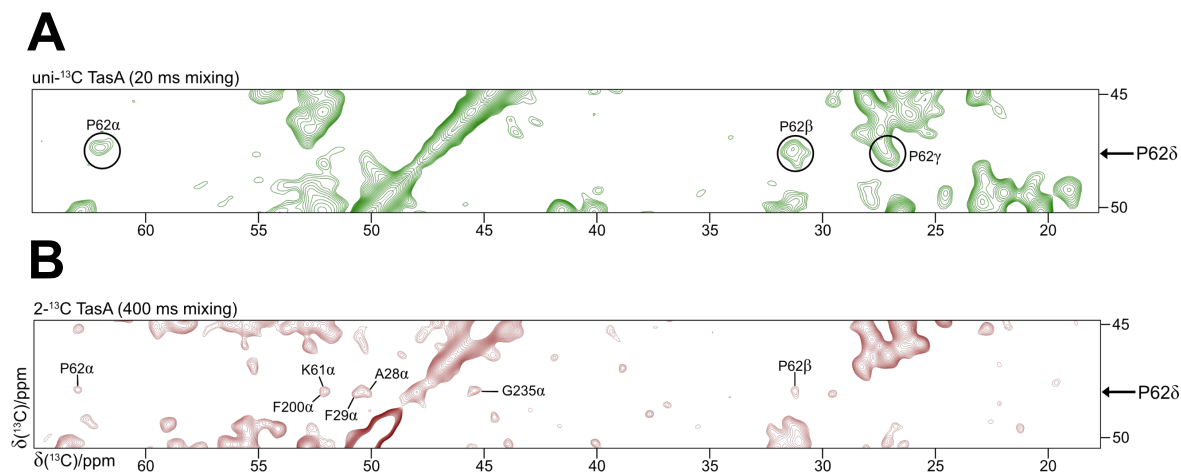 A
uni-¹³C TasA (20 ms mixing)
45
P62α
P62β
P62γ
P62δ
50
60 55 50 45 40 35 30 25 20
B
2-¹³C TasA (400 ms mixing)
45
P62α
K61α
A28α
P62β
G235α
P62δ
F200α
F29α
50
δ(¹³C)/ppm
δ(¹³C)/ppm
60 55 50 45 40 35 30 25 20